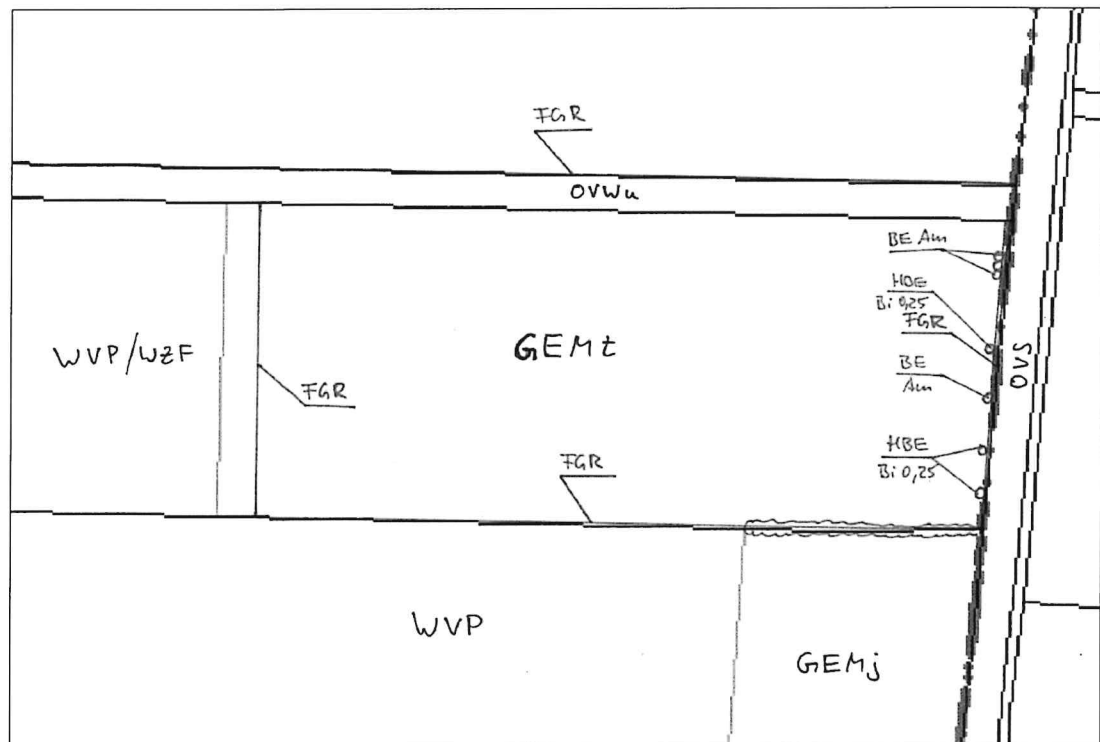 FGR
OVWu
BE Am
HBE
Bi 0,25
FGR
WVP/WZF
GEMt
OVS
BE
Am
FGR
HBE
Bi 0,25
FGR
WVP
GEMj